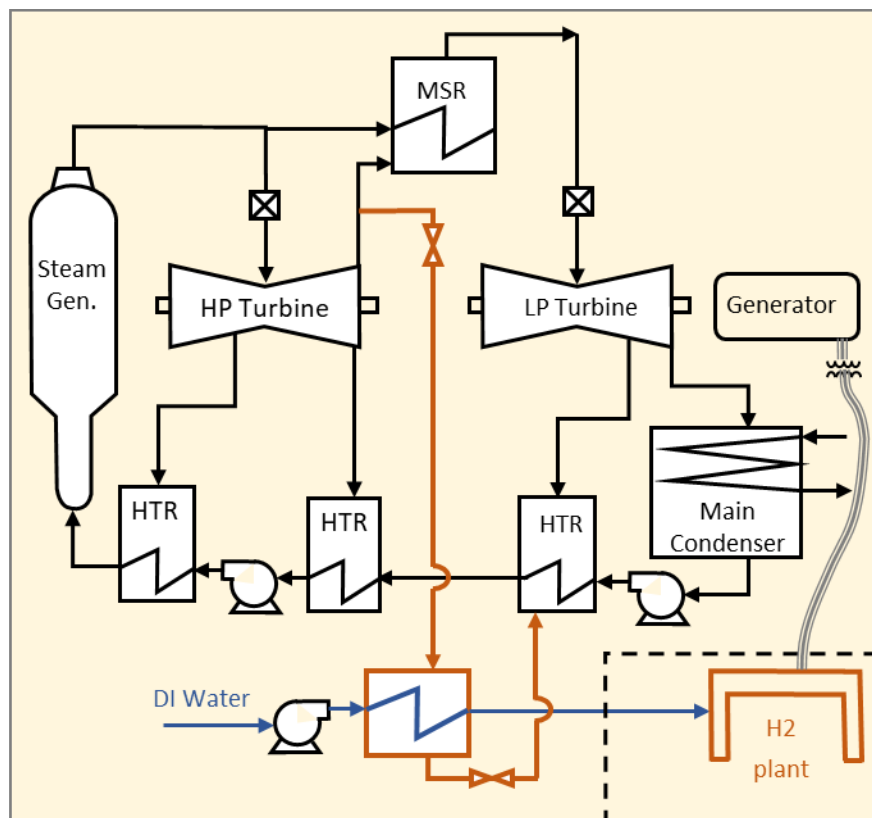 MSR
Steam
Gen.
HP Turbine
LP Turbine
Generator
HTR
HTR
HTR
Main
Condenser
DI Water
H2
plant